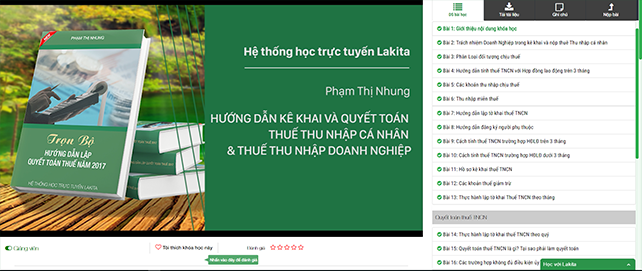 PHẠM THỊ NHUNG
Trọn Bộ
HƯỚNG DẪN LẬP
QUYẾT TOÁN THUẾ NĂM 2017
HỆ THỐNG HỌC TRỰC TUYẾN LAKITA
Hệ thống học trực tuyến Lakita
Phạm Thị Nhung
HƯỚNG DẪN KÊ KHAI VÀ QUYẾT TOÁN
THUẾ THU NHẬP CÁ NHÂN
& THUẾ THU NHẬP DOANH NGHIỆP
Giảng viên
Tôi thích khóa học này
Đánh giá
Nhấn vào đây để đánh giá
35 bài học
Tài tài liệu
Ghi chú
Nộp bài
Bài 1: Giới thiệu nội dung khóa học
Bài 2: Trách nhiệm Doanh Nghiệp trong kê khai và nộp thuế Thu nhập cá nhân
Bài 3: Phân Loại đối tượng chịu thuế
Bài 4: Hướng dẫn tính thuế TNCN với Hợp đồng lao động trên 3 tháng
Bài 5: Các khoản thu nhập chịu thuế
Bài 6: Thu nhập miễn thuế
Bài 7: Hướng dẫn lập tờ khai thuế TNCN
Bài 8: Hướng dẫn đăng ký người phụ thuộc
Bài 9: Cách tính thuế TNCN trường hợp HĐLĐ trên 3 tháng
Bài 10: Cách tính thuế TNCN trường hợp HĐLĐ dưới 3 tháng
Bài 11: Hồ sơ kê khai thuế TNCN
Bài 12: Các khoản thuế giảm trừ
Bài 13: Thực hành lập tờ khai Thuế TNCN theo tháng
Quyết toán thuế TNCN
Bài 14: Thực hành lập tờ khai thuế TNCN theo quý
Bài 15: Quyết toán thuế TNCN là gì? Tại sao phải làm quyết toán
Bài 16: Các trường hợp không đủ điều kiện ủy
Học với Lakita